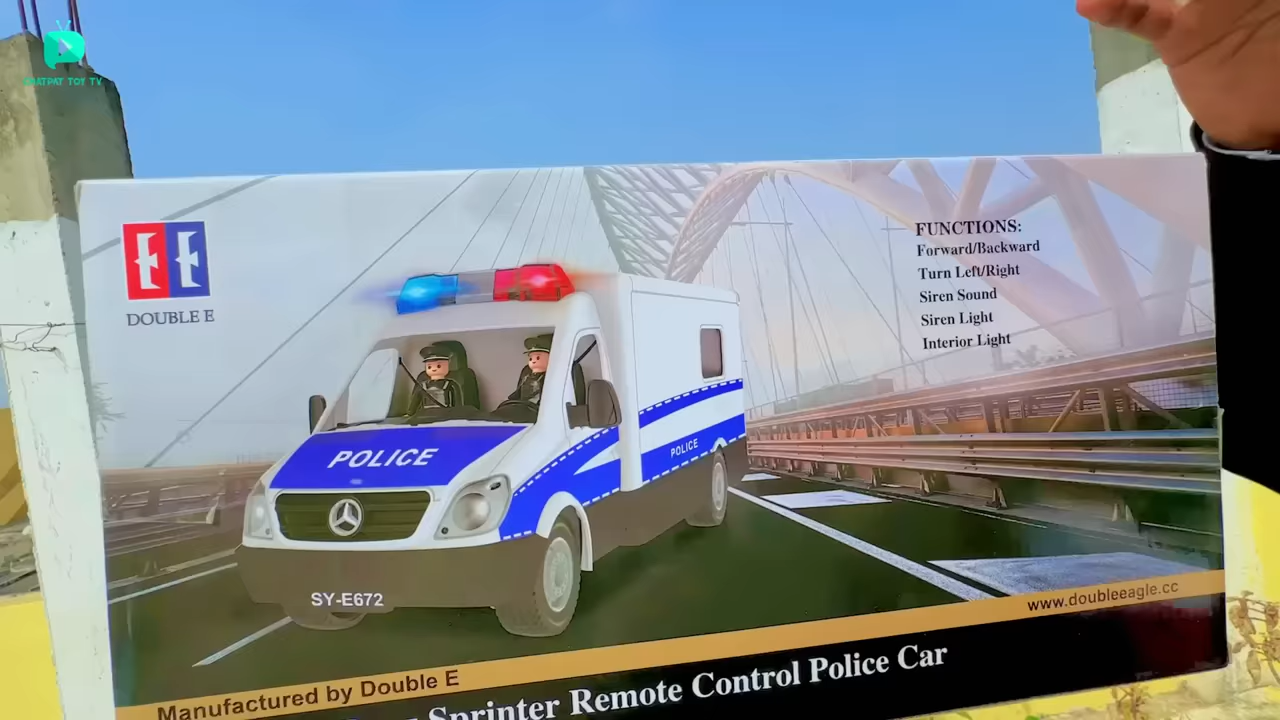 TOY TV
DOUBLE E
FUNCTIONS:
Forward/Backward
Turn Left/Right
Siren Sound
Siren Light
Interior Light
POLICE
POLICE
SY-E672
www.doubleeagle.cc
Manufactured by Double E
Sprinter Remote Control Police Car